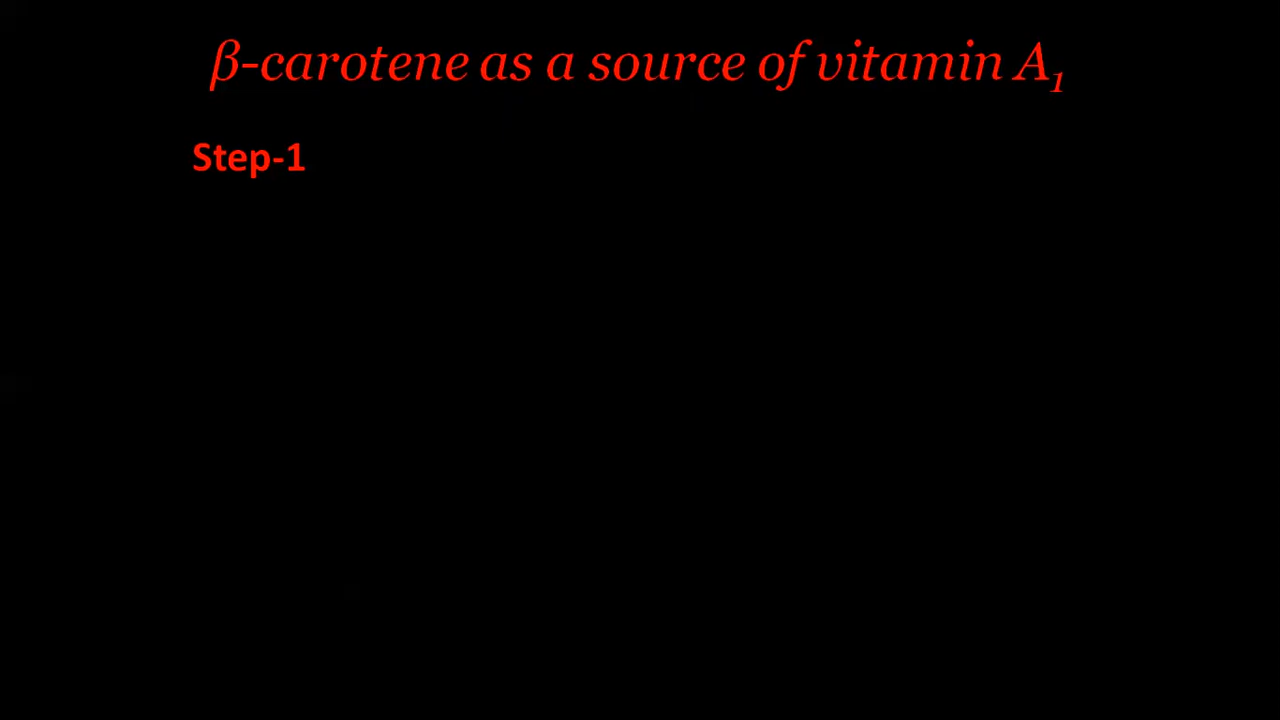 β-carotene as a source of vitamin A₁
Step-1